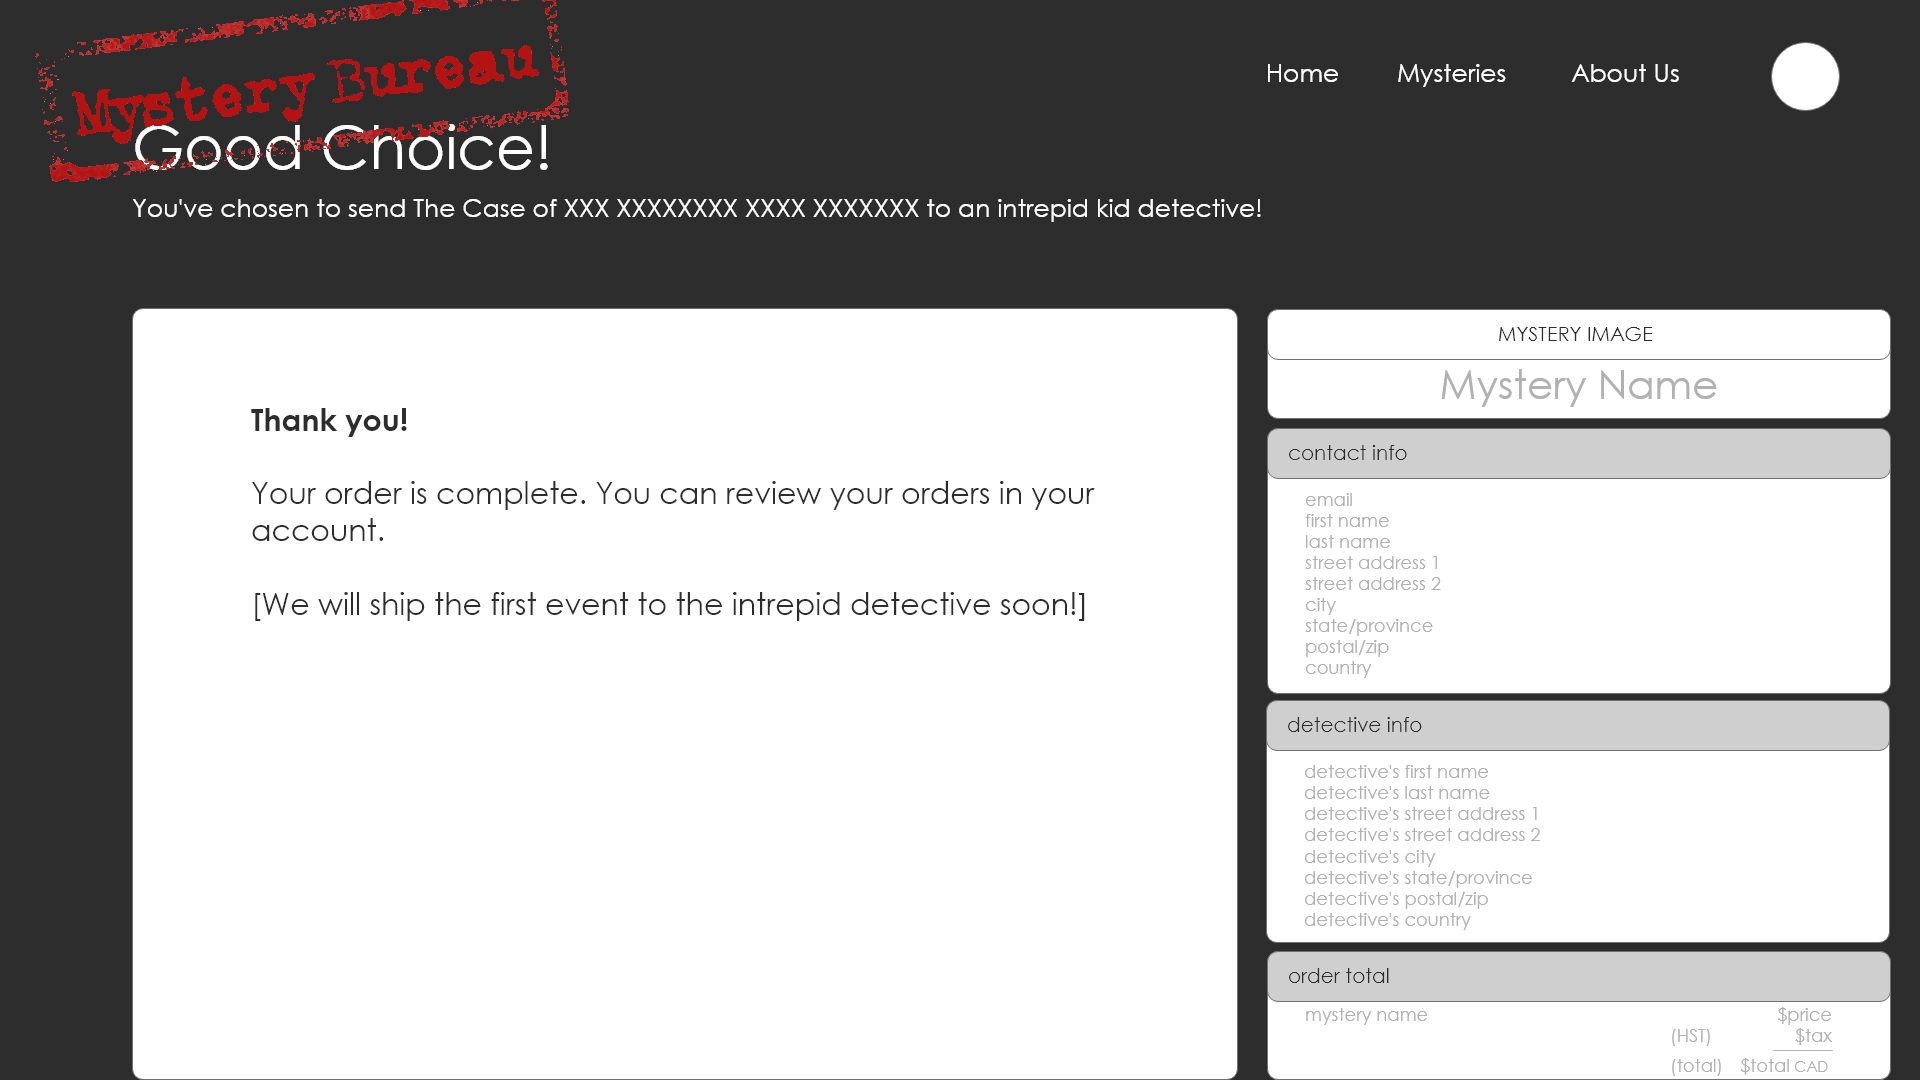 Mystery Bureau
Home Mysteries About Us
Good Choice!
You've chosen to send The Case of XXX XXXXXXXX XXXX XXXXXXX to an intrepid kid detective!
Thank you!
Your order is complete. You can review your orders in your
account.
[We will ship the first event to the intrepid detective soon!]
MYSTERY IMAGE
Mystery Name
contact info
email
first name
last name
street address 1
street address 2
city
state/province
postal/zip
country
detective info
detective's first name
detective's last name
detective's street address 1
detective's street address 2
detective's city
detective's state/province
detective's postal/zip
detective's country
order total
mystery name $price
(HST) $tax
(total) $total CAD